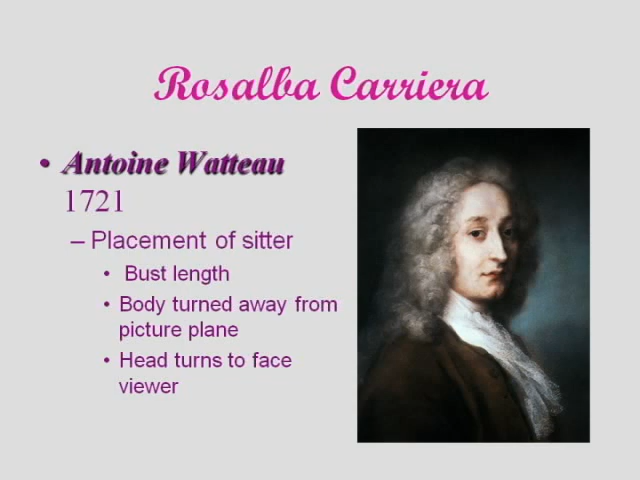 Rosalba Carriera
• Antoine Watteau
1721
– Placement of sitter
• Bust length
• Body turned away from
picture plane
• Head turns to face
viewer